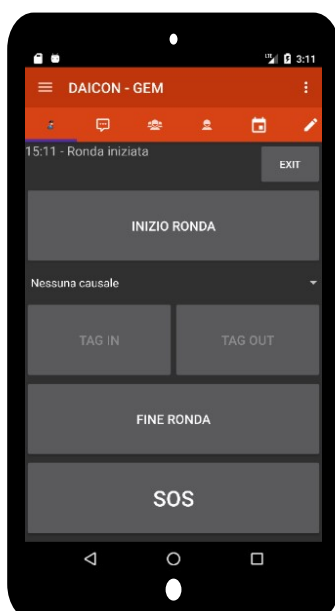 LTE 3:11
DAICON - GEM
15:11 - Ronda iniziata
EXIT
INIZIO RONDA
Nessuna causale
TAG IN TAG OUT
FINE RONDA
SOS